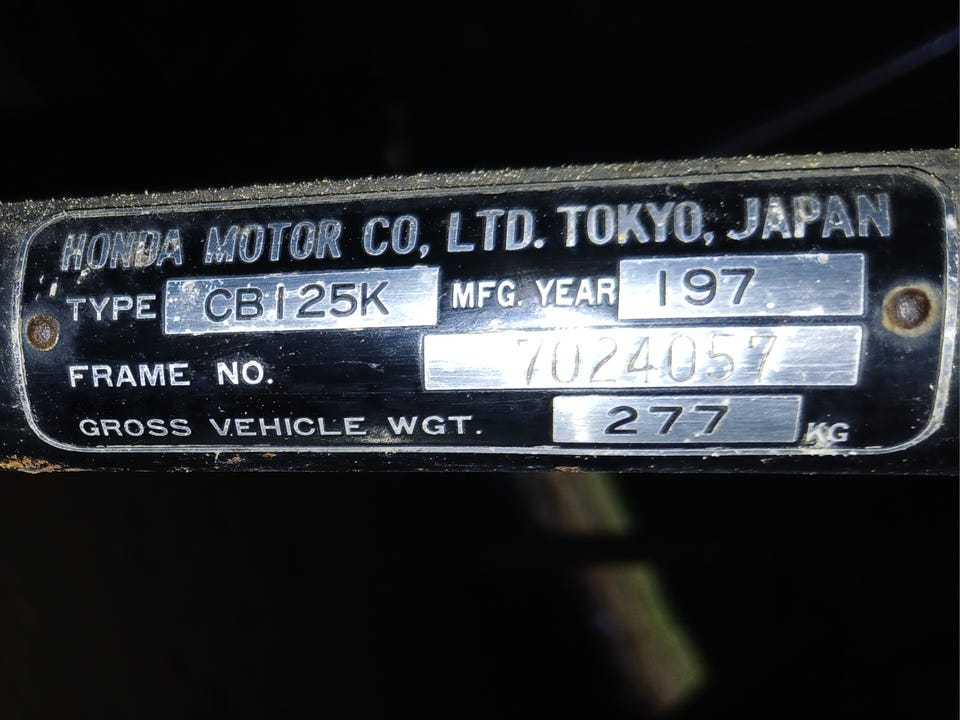 HONDA MOTOR CO, LTD. TOKYO, JAPAN
TYPE CB125K MFG. YEAR 197
FRAME NO. 7024057
GROSS VEHICLE WGT. 277 KG